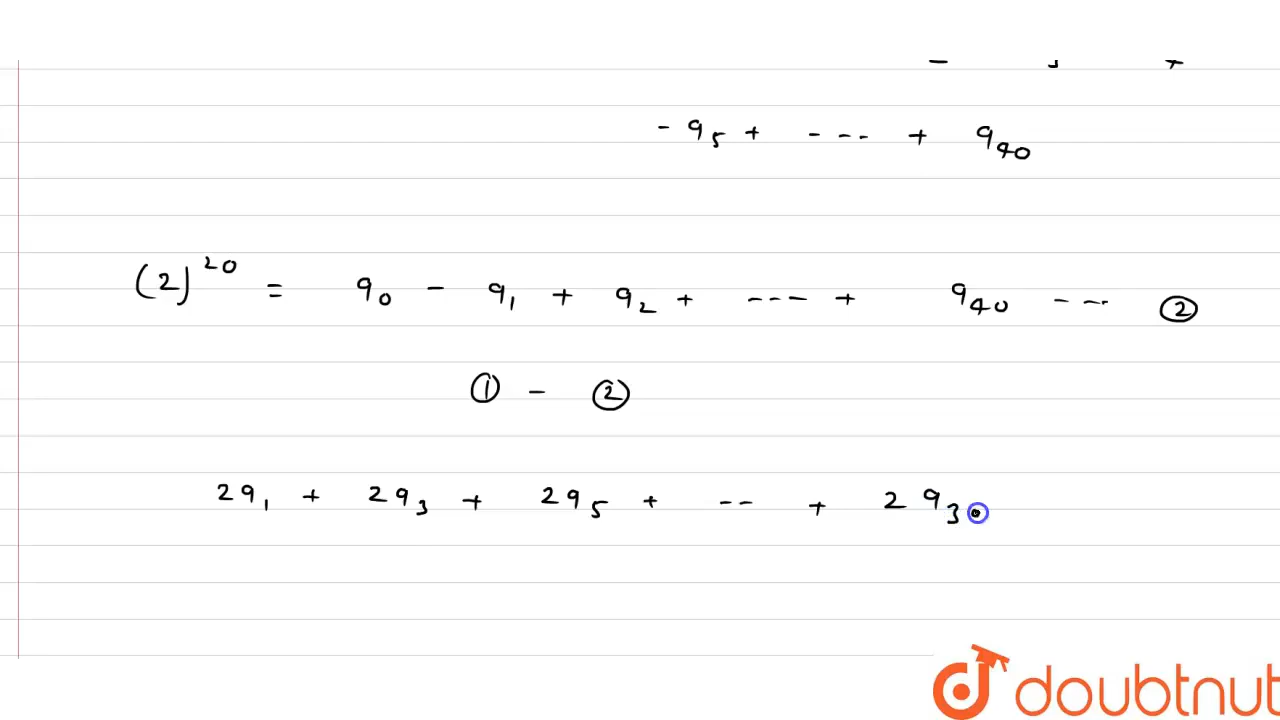 - a₅ + - - - + a₄₀
(2)²⁰ = a₀ - a₁ + a₂ + - - - + a₄₀ - - - ②
① - ②
2a₁ + 2a₃ + 2a₅ + - - + 2a₃
doubtnut